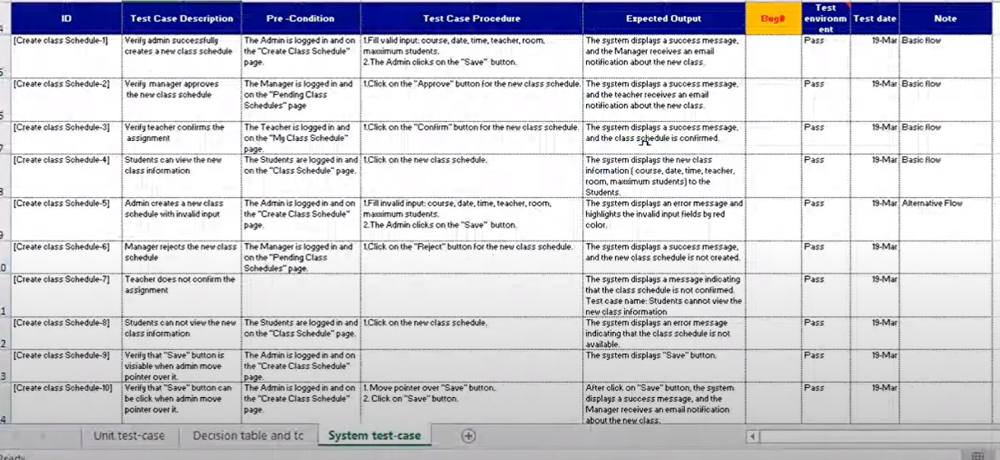 ID Test Case Description Pre -Condition Test Case Procedure Expected Output Bug# Test environm ent Test date Note
[Create class Schedule-1] Verify admin successfully creates a new class schedule The Admin is logged in and on the "Create Class Schedule" page. 1.Fill valid input: course, date, time, teacher, room, maxximum students. 2.The Admin clicks on the "Save" button. The system displays a success message, and the Manager receives an email notification about the new class. Pass 19-Mar Basic flow
[Create class Schedule-2] Verify manager approves the new class schedule The Manager is logged in and on the "Pending Class Schedules" page 1.Click on the "Approve" button for the new class schedule. The system displays a success message, and the teacher receives an email notification about the new class. Pass 19-Mar Basic flow
[Create class Schedule-3] Verify teacher confirms the assignment The Teacher is logged in and on the "My Class Schedule" page. 1.Click on the "Confirm" button for the new class schedule. The system displays a success message, and the class schedule is confirmed. Pass 19-Mar Basic flow
[Create class Schedule-4] Students can view the new class information The Students are logged in and on the "Class Schedule" page. 1.Click on the new class schedule. The system displays the new class information ( course, date, time, teacher, room, maxximum students) to the Students. Pass 19-Mar Basic flow
[Create class Schedule-5] Admin creates a new class schedule with invalid input The Admin is logged in and on the "Create Class Schedule" page. 1.Fill invalid input: course, date, time, teacher, room, maxximum students. 2.The Admin clicks on the "Save" button. The system displays an error message and highlights the invalid input fields by red color. Pass 19-Mar Alternative Flow
[Create class Schedule-6] Manager rejects the new class schedule The Manager is logged in and on the "Pending Class Schedules" page. 1.Click on the "Reject" button for the new class schedule. The system displays a success message, and the new class schedule is not created. Pass 19-Mar
[Create class Schedule-7] Teacher does not confirm the assignment The system displays a message indicating that the class schedule is not confirmed. Test case name: Students cannot view the new class information Pass 19-Mar
[Create class Schedule-8] Students can not view the new class information The Students are logged in and on the "Class Schedule" page. 1.Click on the new class schedule. The system displays an error message indicating that the class schedule is not available. Pass 19-Mar
[Create class Schedule-9] Verify that "Save" button is visiable when admin move pointer over it. The Admin is logged in and on the "Create Class Schedule" page. The system displays "Save" button. Pass 19-Mar
[Create class Schedule-10] Verify that "Save" button can be click when admin move pointer over it. The Admin is logged in and on the "Create Class Schedule" page. 1. Move pointer over "Save" button. 2. Click on "Save" button. After click on "Save" button, the system displays a success message, and the Manager receives an email notification about the new class. Pass 19-Mar
Unit test-case Decision table and tc System test-case